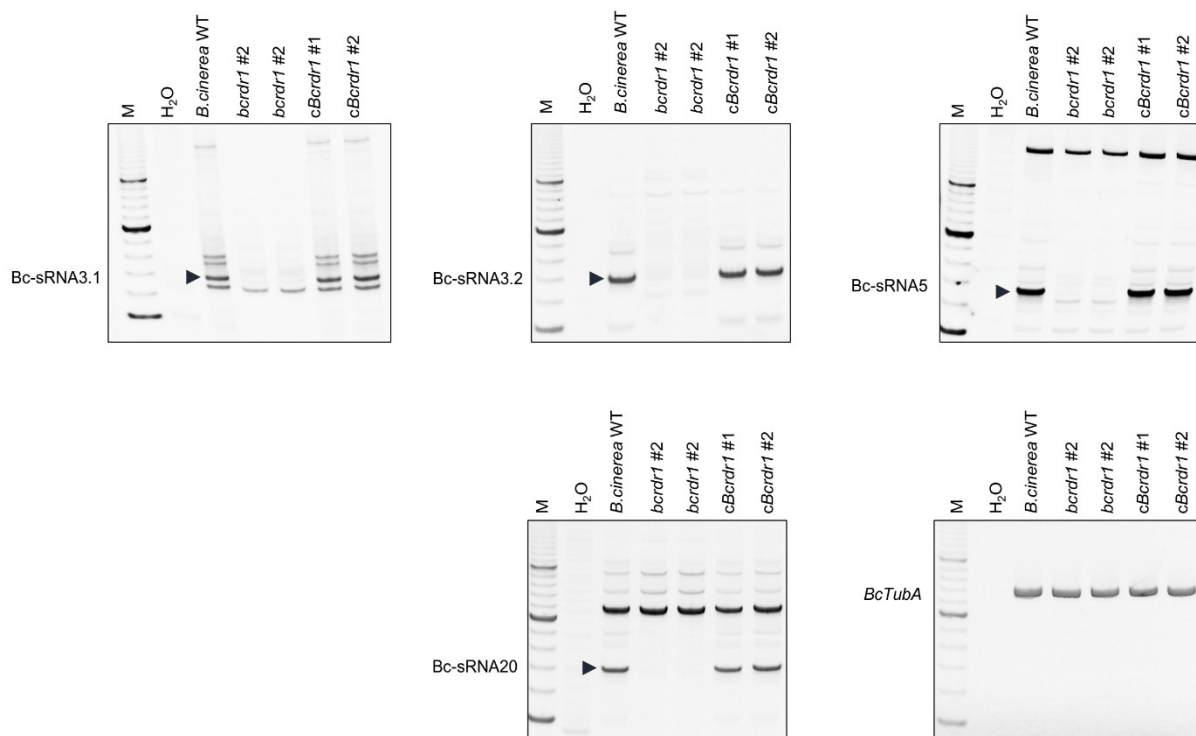 M
H₂O
B.cinerea WT
bcrdr1 #2
bcrdr1 #2
cBcrdr1 #1
cBcrdr1 #2
Bc-sRNA3.1
M
H₂O
B.cinerea WT
bcrdr1 #2
bcrdr1 #2
cBcrdr1 #1
cBcrdr1 #2
Bc-sRNA3.2
M
H₂O
B.cinerea WT
bcrdr1 #2
bcrdr1 #2
cBcrdr1 #1
cBcrdr1 #2
Bc-sRNA5
M
H₂O
B.cinerea WT
bcrdr1 #2
bcrdr1 #2
cBcrdr1 #1
cBcrdr1 #2
Bc-sRNA20
M
H₂O
B.cinerea WT
bcrdr1 #2
bcrdr1 #2
cBcrdr1 #1
cBcrdr1 #2
BcTubA